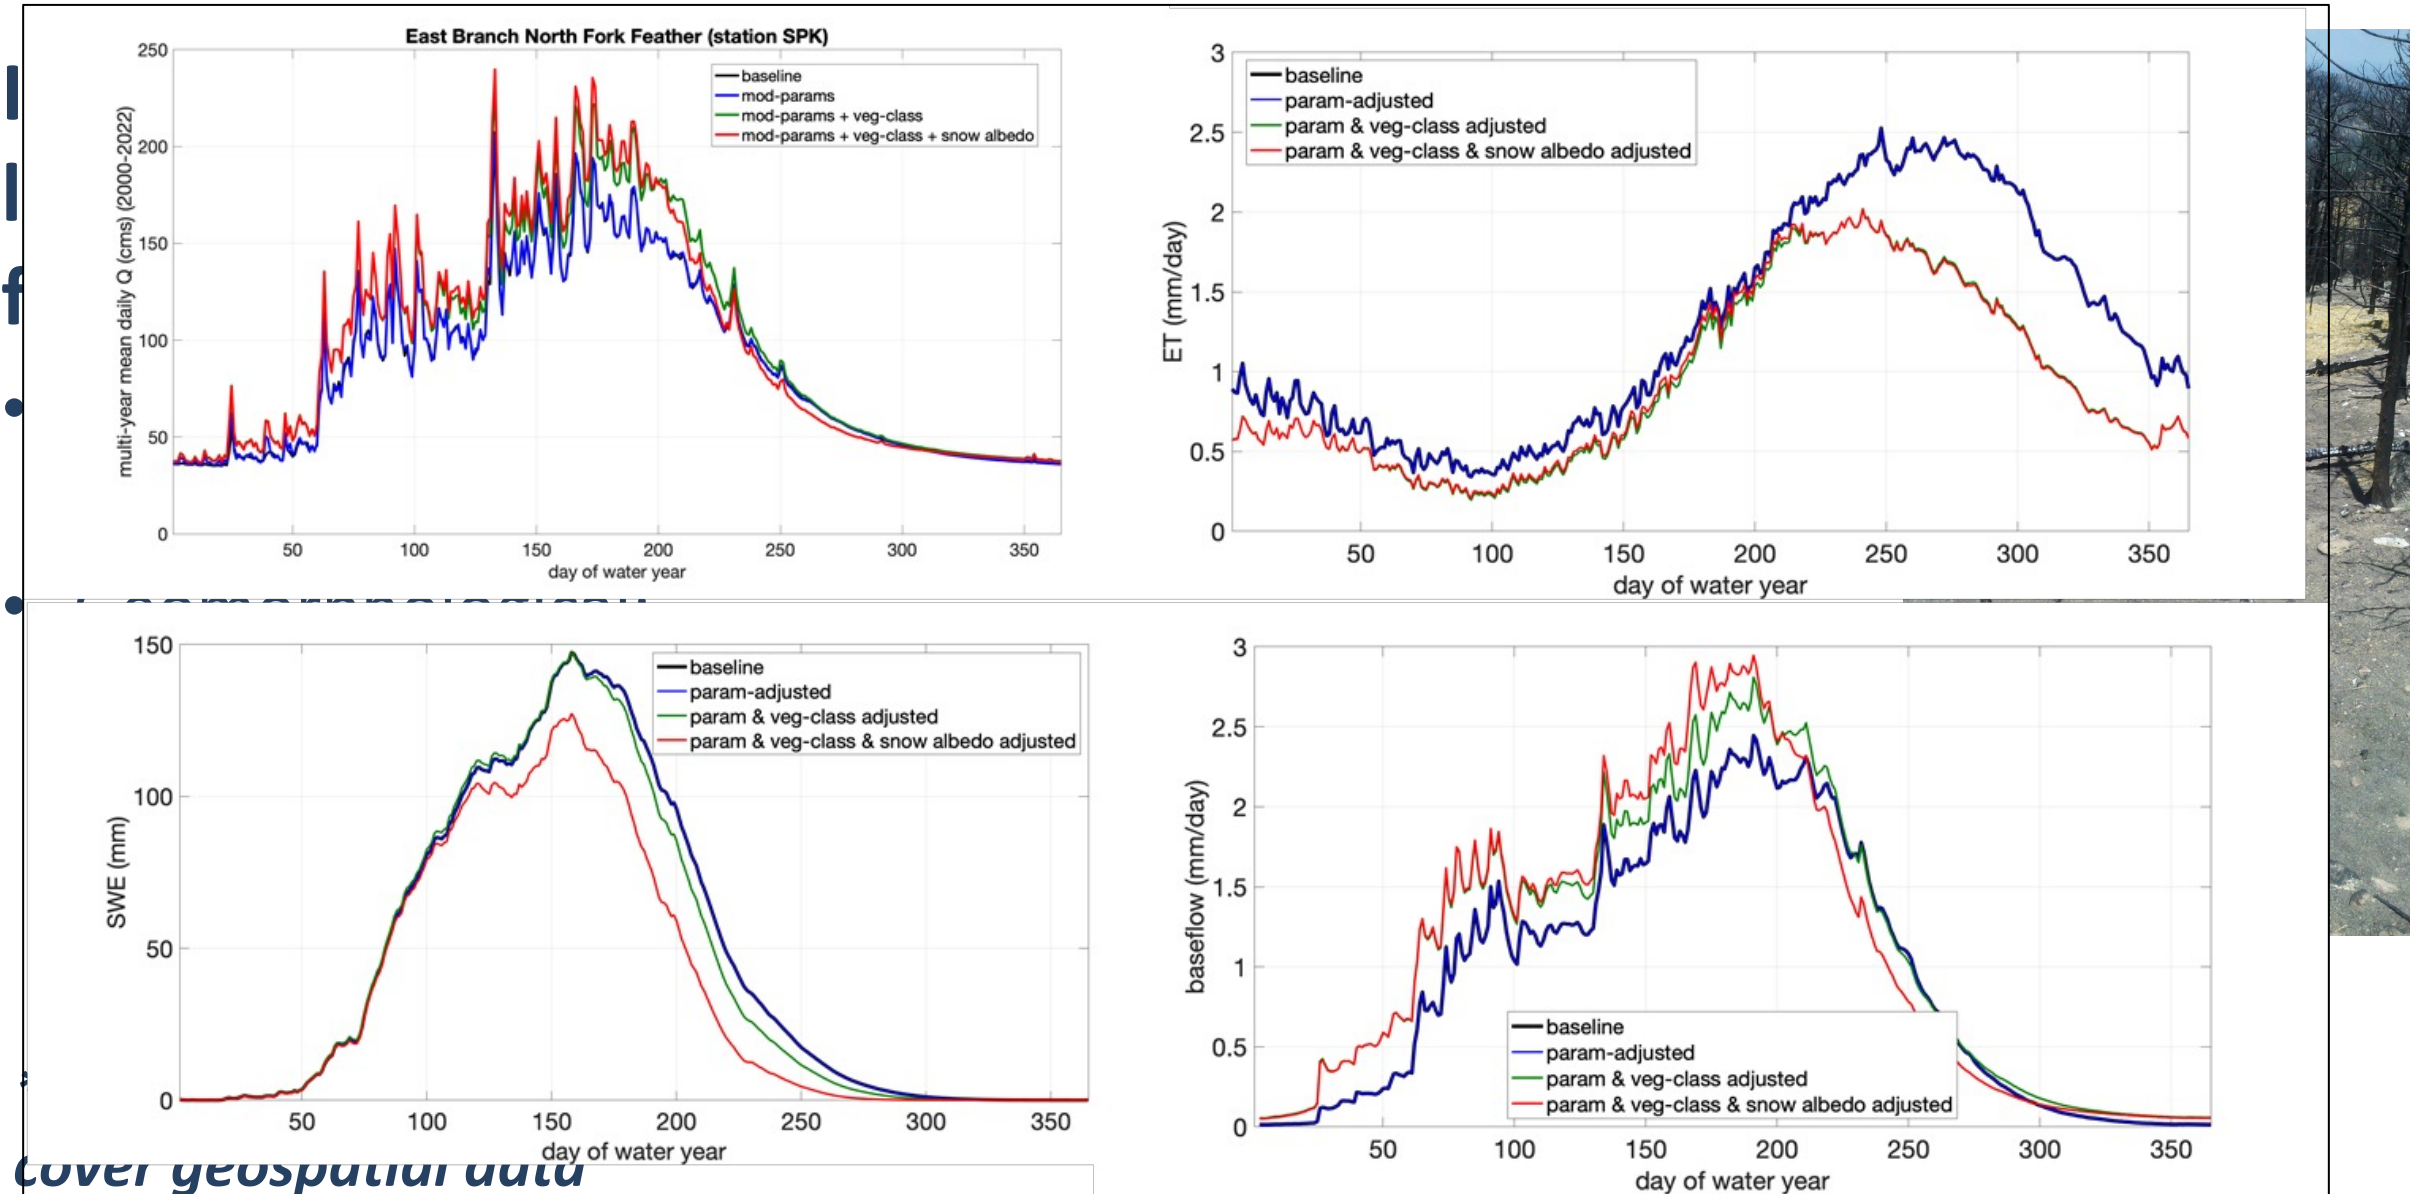 East Branch North Fork Feather (station SPK)
baseline
mod-params
mod-params + veg-class
mod-params + veg-class + snow albedo
multi-year mean daily Q (cms) (2000-2022)
250
200
150
100
50
0
50 100 150 200 250 300 350
day of water year
baseline
param-adjusted
param & veg-class adjusted
param & veg-class & snow albedo adjusted
ET (mm/day)
3
2.5
2
1.5
1
0.5
0
50 100 150 200 250 300 350
day of water year
baseline
param-adjusted
param & veg-class adjusted
param & veg-class & snow albedo adjusted
SWE (mm)
150
100
50
0
50 100 150 200 250 300 350
day of water year
baseline
param-adjusted
param & veg-class adjusted
param & veg-class & snow albedo adjusted
baseflow (mm/day)
3
2.5
2
1.5
1
0.5
0
50 100 150 200 250 300 350
day of water year
cover geospatial data